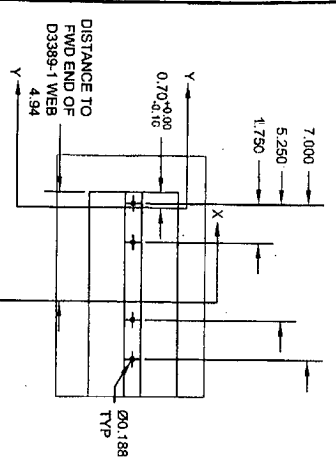 7.000
5.250
1.750
Y
X
0.70 +0.00
-0.16
DISTANCE TO
FWD END OF
D3389-1 WEB
4.94
Y
Ø0.188
TYP